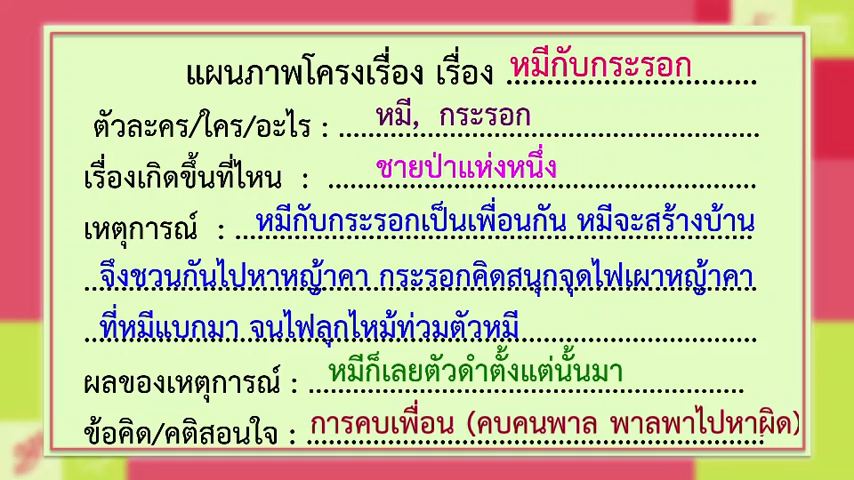 แผนภาพโครงเรื่อง เรื่อง ..หมีกับกระรอก..........
ตัวละคร/ใคร/อะไร : ....หมี, กระรอก....................
เรื่องเกิดขึ้นที่ไหน : .....ชายป่าแห่งหนึ่ง....................
เหตุการณ์ : ...หมีกับกระรอกเป็นเพื่อนกัน หมีจะสร้างบ้าน
..จึงชวนกันไปหาหญ้าคา กระรอกคิดสนุกจุดไฟเผาหญ้าคา
..ที่หมีแบกมา จนไฟลุกไหม้ท่วมตัวหมี..............................
ผลของเหตุการณ์ : ..หมีก็เลยตัวดำตั้งแต่นั้นมา...............
ข้อคิด/คติสอนใจ : การคบเพื่อน (คบคนพาล พาลพาไปหาผิด)